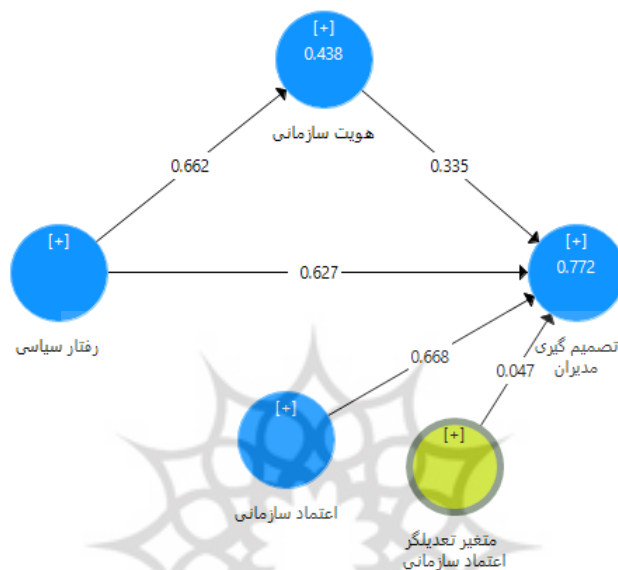 [+]
0.438
هویت سازمانی
0.662
0.335
[+]
[+]
0.772
0.627
رفتار سیاسی
تصمیم گیری
مدیران
0.668
0.047
[+]
[+]
اعتماد سازمانی
متغیر تعدیلگر
اعتماد سازمانی